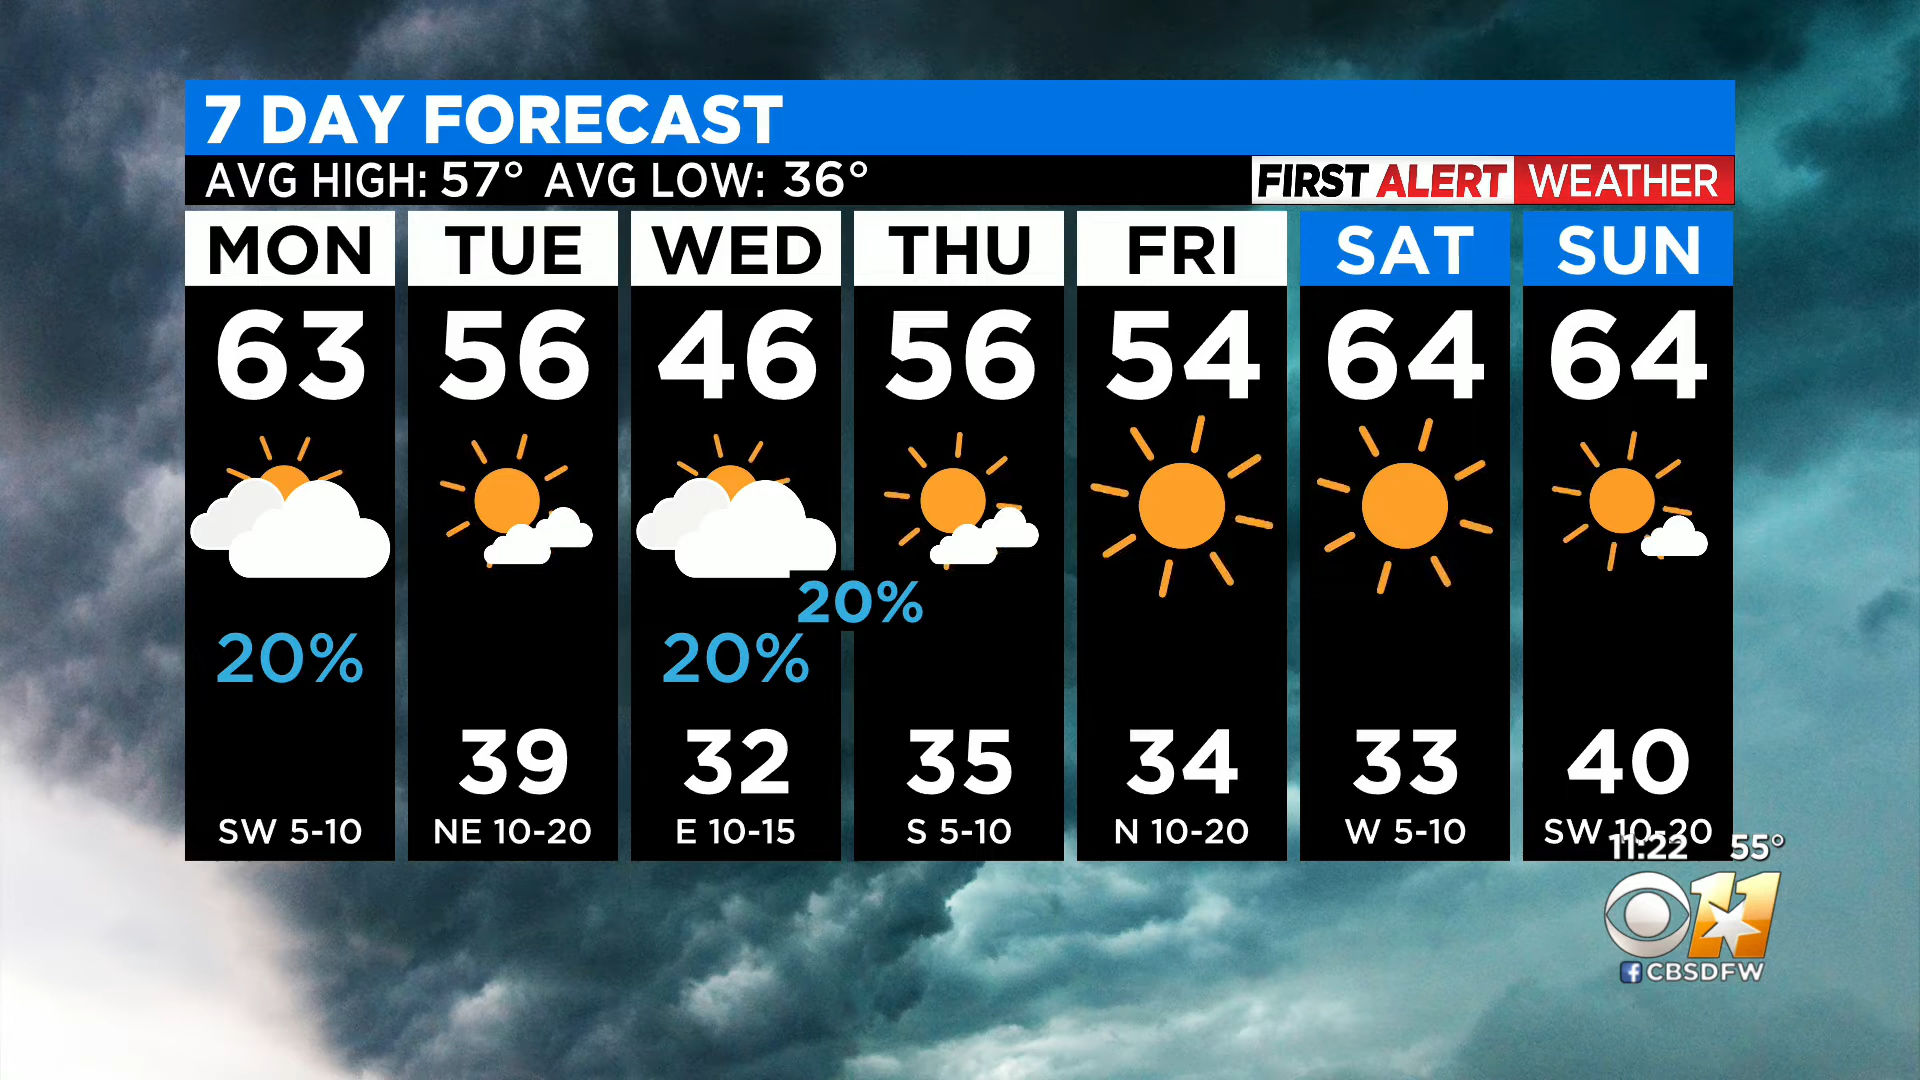 7 DAY FORECAST
AVG HIGH: 57° AVG LOW: 36°
FIRST ALERT WEATHER
MON TUE WED THU FRI SAT SUN
63 56 46 56 54 64 64
20%
20% 20%
39 32 35 34 33 40
SW 5-10 NE 10-20 E 10-15 S 5-10 N 10-20 W 5-10 SW 10-20
11:22 55°
11
f CBSDFW